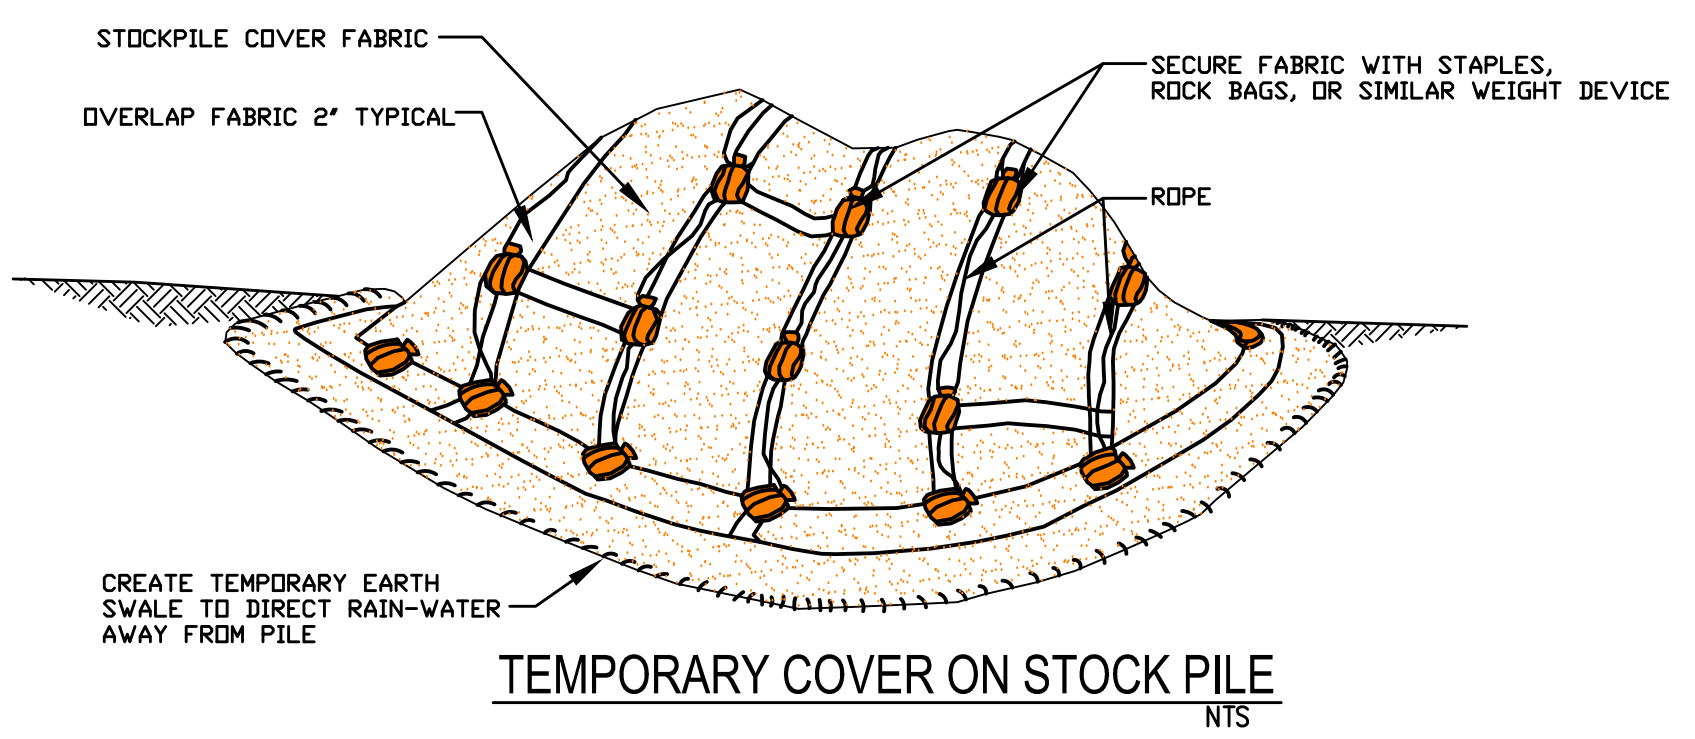 STOCKPILE COVER FABRIC
OVERLAP FABRIC 2" TYPICAL
SECURE FABRIC WITH STAPLES,
ROCK BAGS, OR SIMILAR WEIGHT DEVICE
ROPE
CREATE TEMPORARY EARTH
SWALE TO DIRECT RAIN-WATER
AWAY FROM PILE
TEMPORARY COVER ON STOCK PILE
NTS